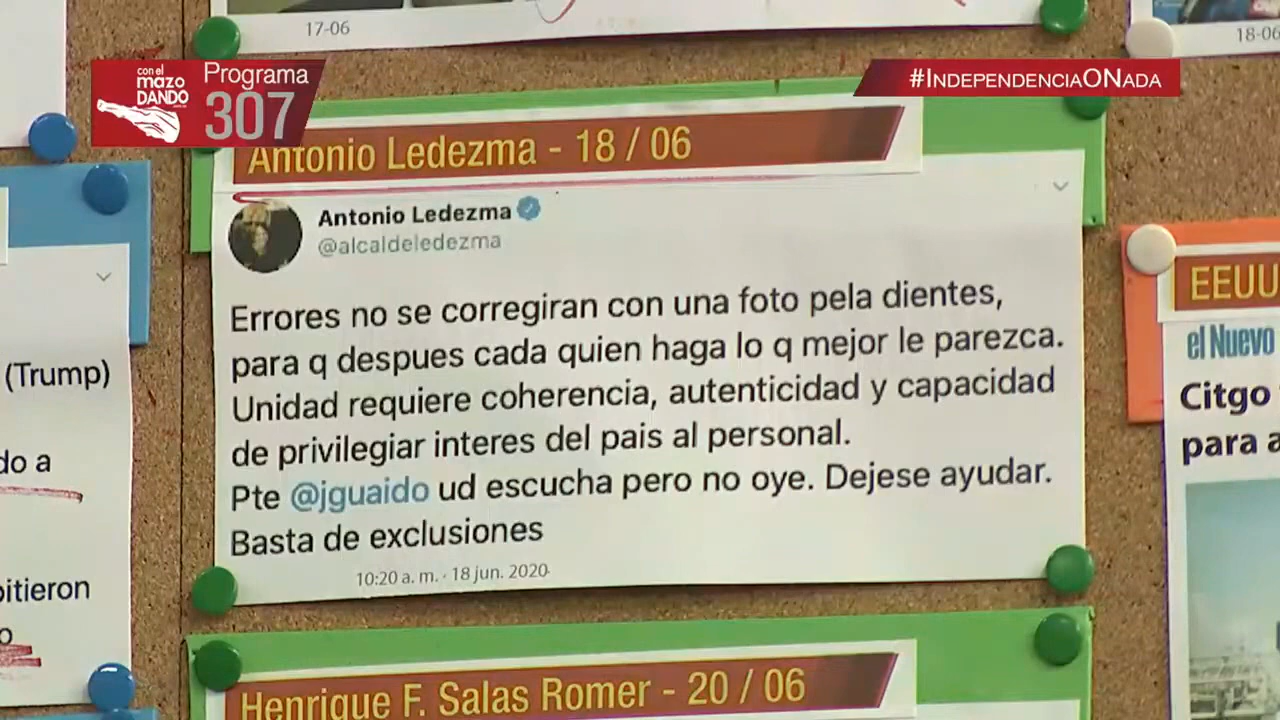 17-06
18-06
con el
mazo
DANDO
Programa
307
#INDEPENDENCIAONADA
Antonio Ledezma - 18 / 06
Antonio Ledezma
@alcaldeledezma
Errores no se corregiran con una foto pela dientes,
para q despues cada quien haga lo q mejor le parezca.
Unidad requiere coherencia, autenticidad y capacidad
de privilegiar interes del pais al personal.
Pte @jguaido ud escucha pero no oye. Dejese ayudar.
Basta de exclusiones
10:20 a. m. · 18 jun. 2020
(Trump)
do a
bitieron
o
EEUU
el Nuevo
Citgo
para a
Henrique F. Salas Romer - 20 / 06